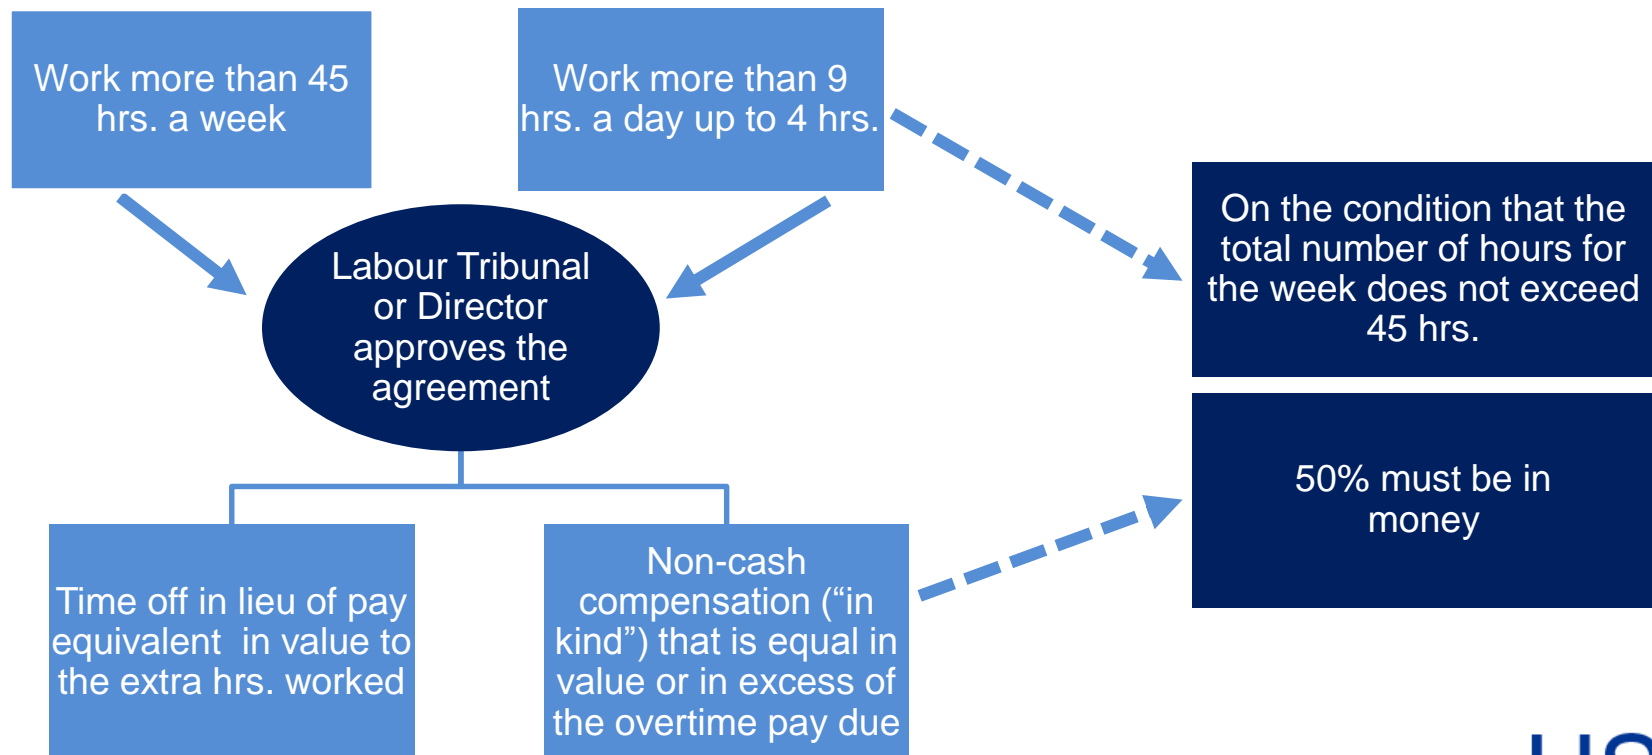 Work more than 45
hrs. a week
Work more than 9
hrs. a day up to 4 hrs.
On the condition that the
total number of hours for
the week does not exceed
45 hrs.
Labour Tribunal
or Director
approves the
agreement
50% must be in
money
Time off in lieu of pay
equivalent in value to
the extra hrs. worked
Non-cash
compensation (“in
kind”) that is equal in
value or in excess of
the overtime pay due